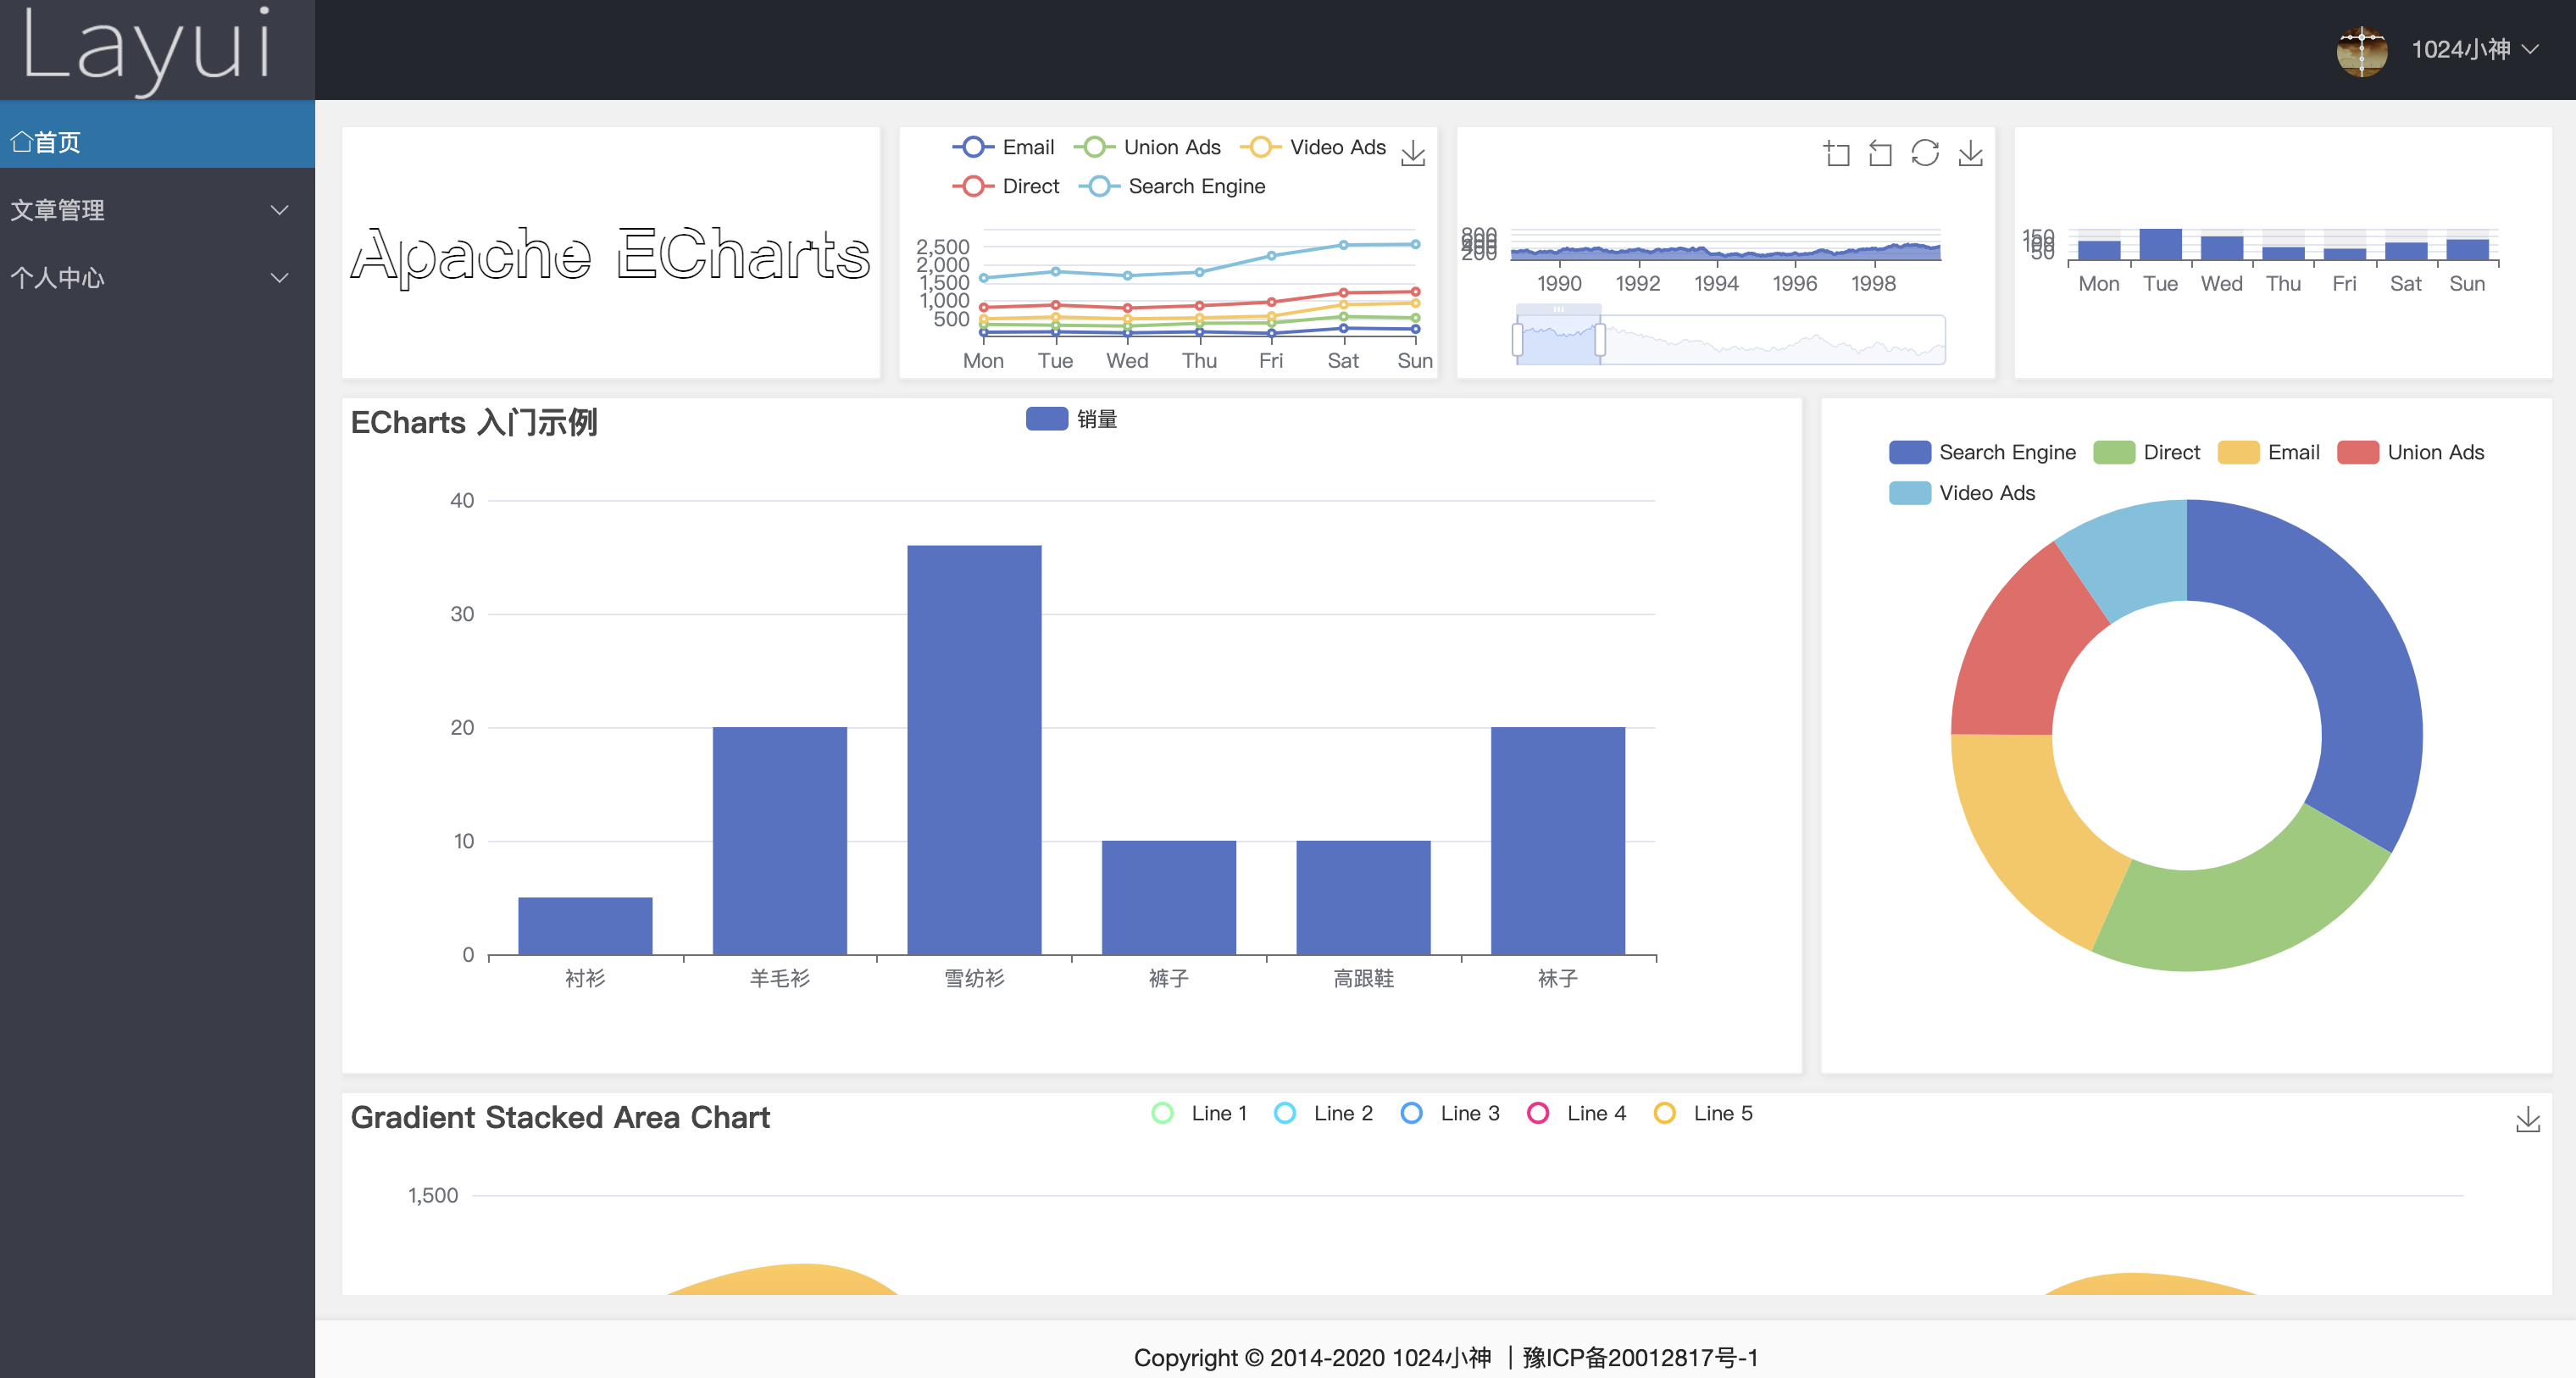 Layui
1024小神
首页
文章管理
个人中心
Apache ECharts
Email Union Ads Video Ads
Direct Search Engine
2,500
2,000
1,500
1,000
500
Mon Tue Wed Thu Fri Sat Sun
800
200
1990 1992 1994 1996 1998
150
50
Mon Tue Wed Thu Fri Sat Sun
ECharts 入门示例
销量
40
30
20
10
0
衬衫 羊毛衫 雪纺衫 裤子 高跟鞋 袜子
Search Engine Direct Email Union Ads
Video Ads
Gradient Stacked Area Chart
Line 1 Line 2 Line 3 Line 4 Line 5
1,500
Copyright © 2014-2020 1024小神 | 豫ICP备20012817号-1